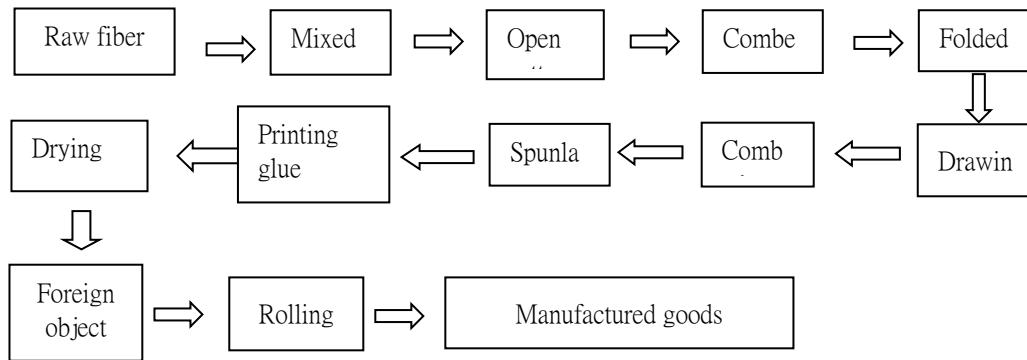 Raw fiber
Mixed
Open
Combe
Folded
Drying
Printing
glue
Spunla
Comb
Drawin
Foreign
object
Rolling
Manufactured goods